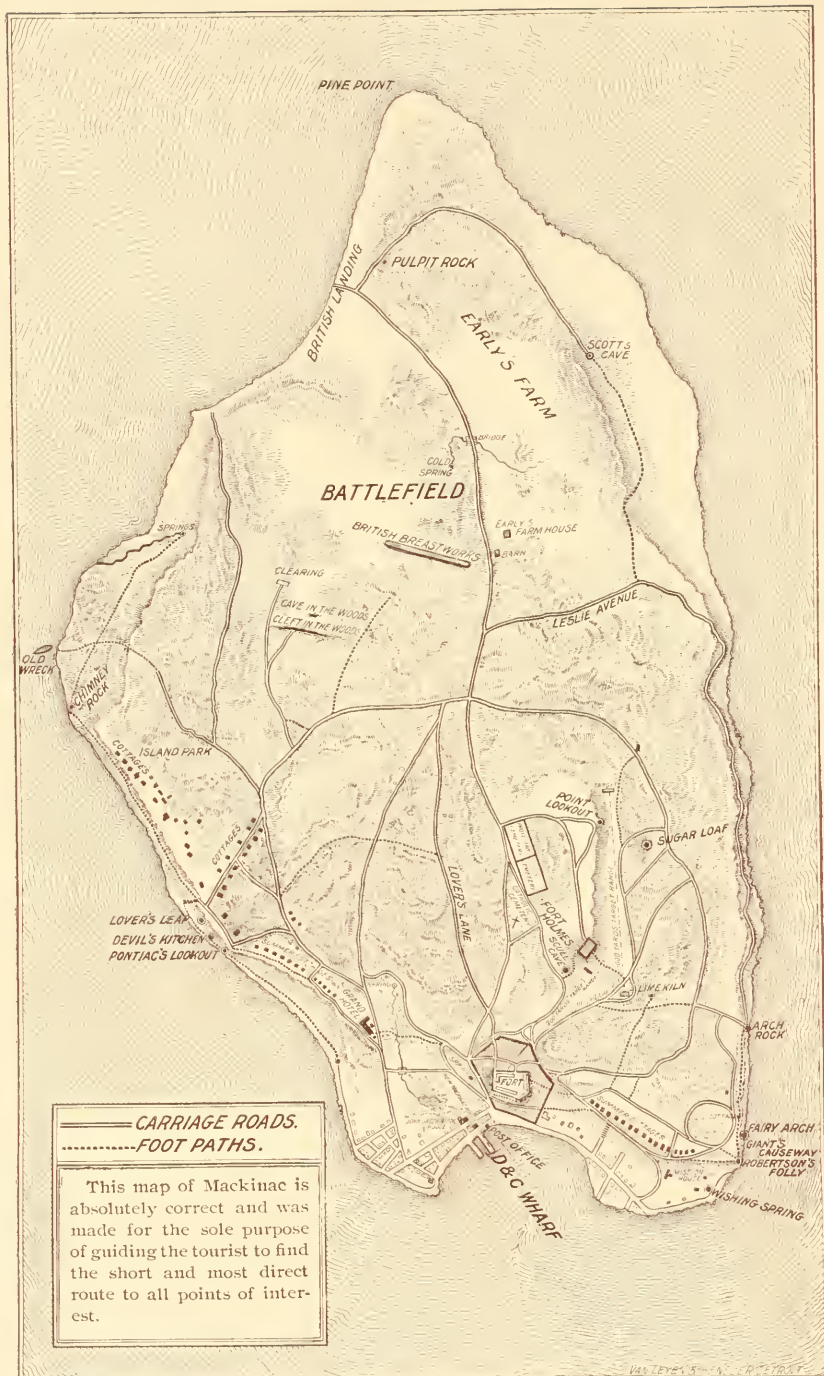 PINE POINT.
BRITISH LANDING
PULPIT ROCK
EARLY'S FARM
SCOTTS
CAVE
BRIDGE
COLD
SPRING
BATTLEFIELD
BRITISH BREASTWORKS
EARLY'S
FARM HOUSE
BARN
SPRINGS
CLEARING
CAVE IN THE WOODS
CLEFT IN THE WOODS
LESLIE AVENUE
OLD
WRECK
CHIMNEY
ROCK
COTTAGES
ISLAND PARK
COTTAGES
POINT
LOOKOUT
SUGAR LOAF
LOVER'S LANE
FORT
HOLMES
SKULL
CAVE
LOVER'S LEAP
DEVIL'S KITCHEN
PONTIAC'S LOOKOUT
GRAND
HOTEL
LIME KILN
ARCH
ROCK
FORT
POST OFFICE
D&C WHARF
FAIRY ARCH
GIANT'S
CAUSEWAY
ROBERTSON'S
FOLLY
WISHING SPRING
CARRIAGE ROADS.
FOOT PATHS.
This map of Mackinac is
absolutely correct and was
made for the sole purpose
of guiding the tourist to find
the short and most direct
route to all points of inter-
est.